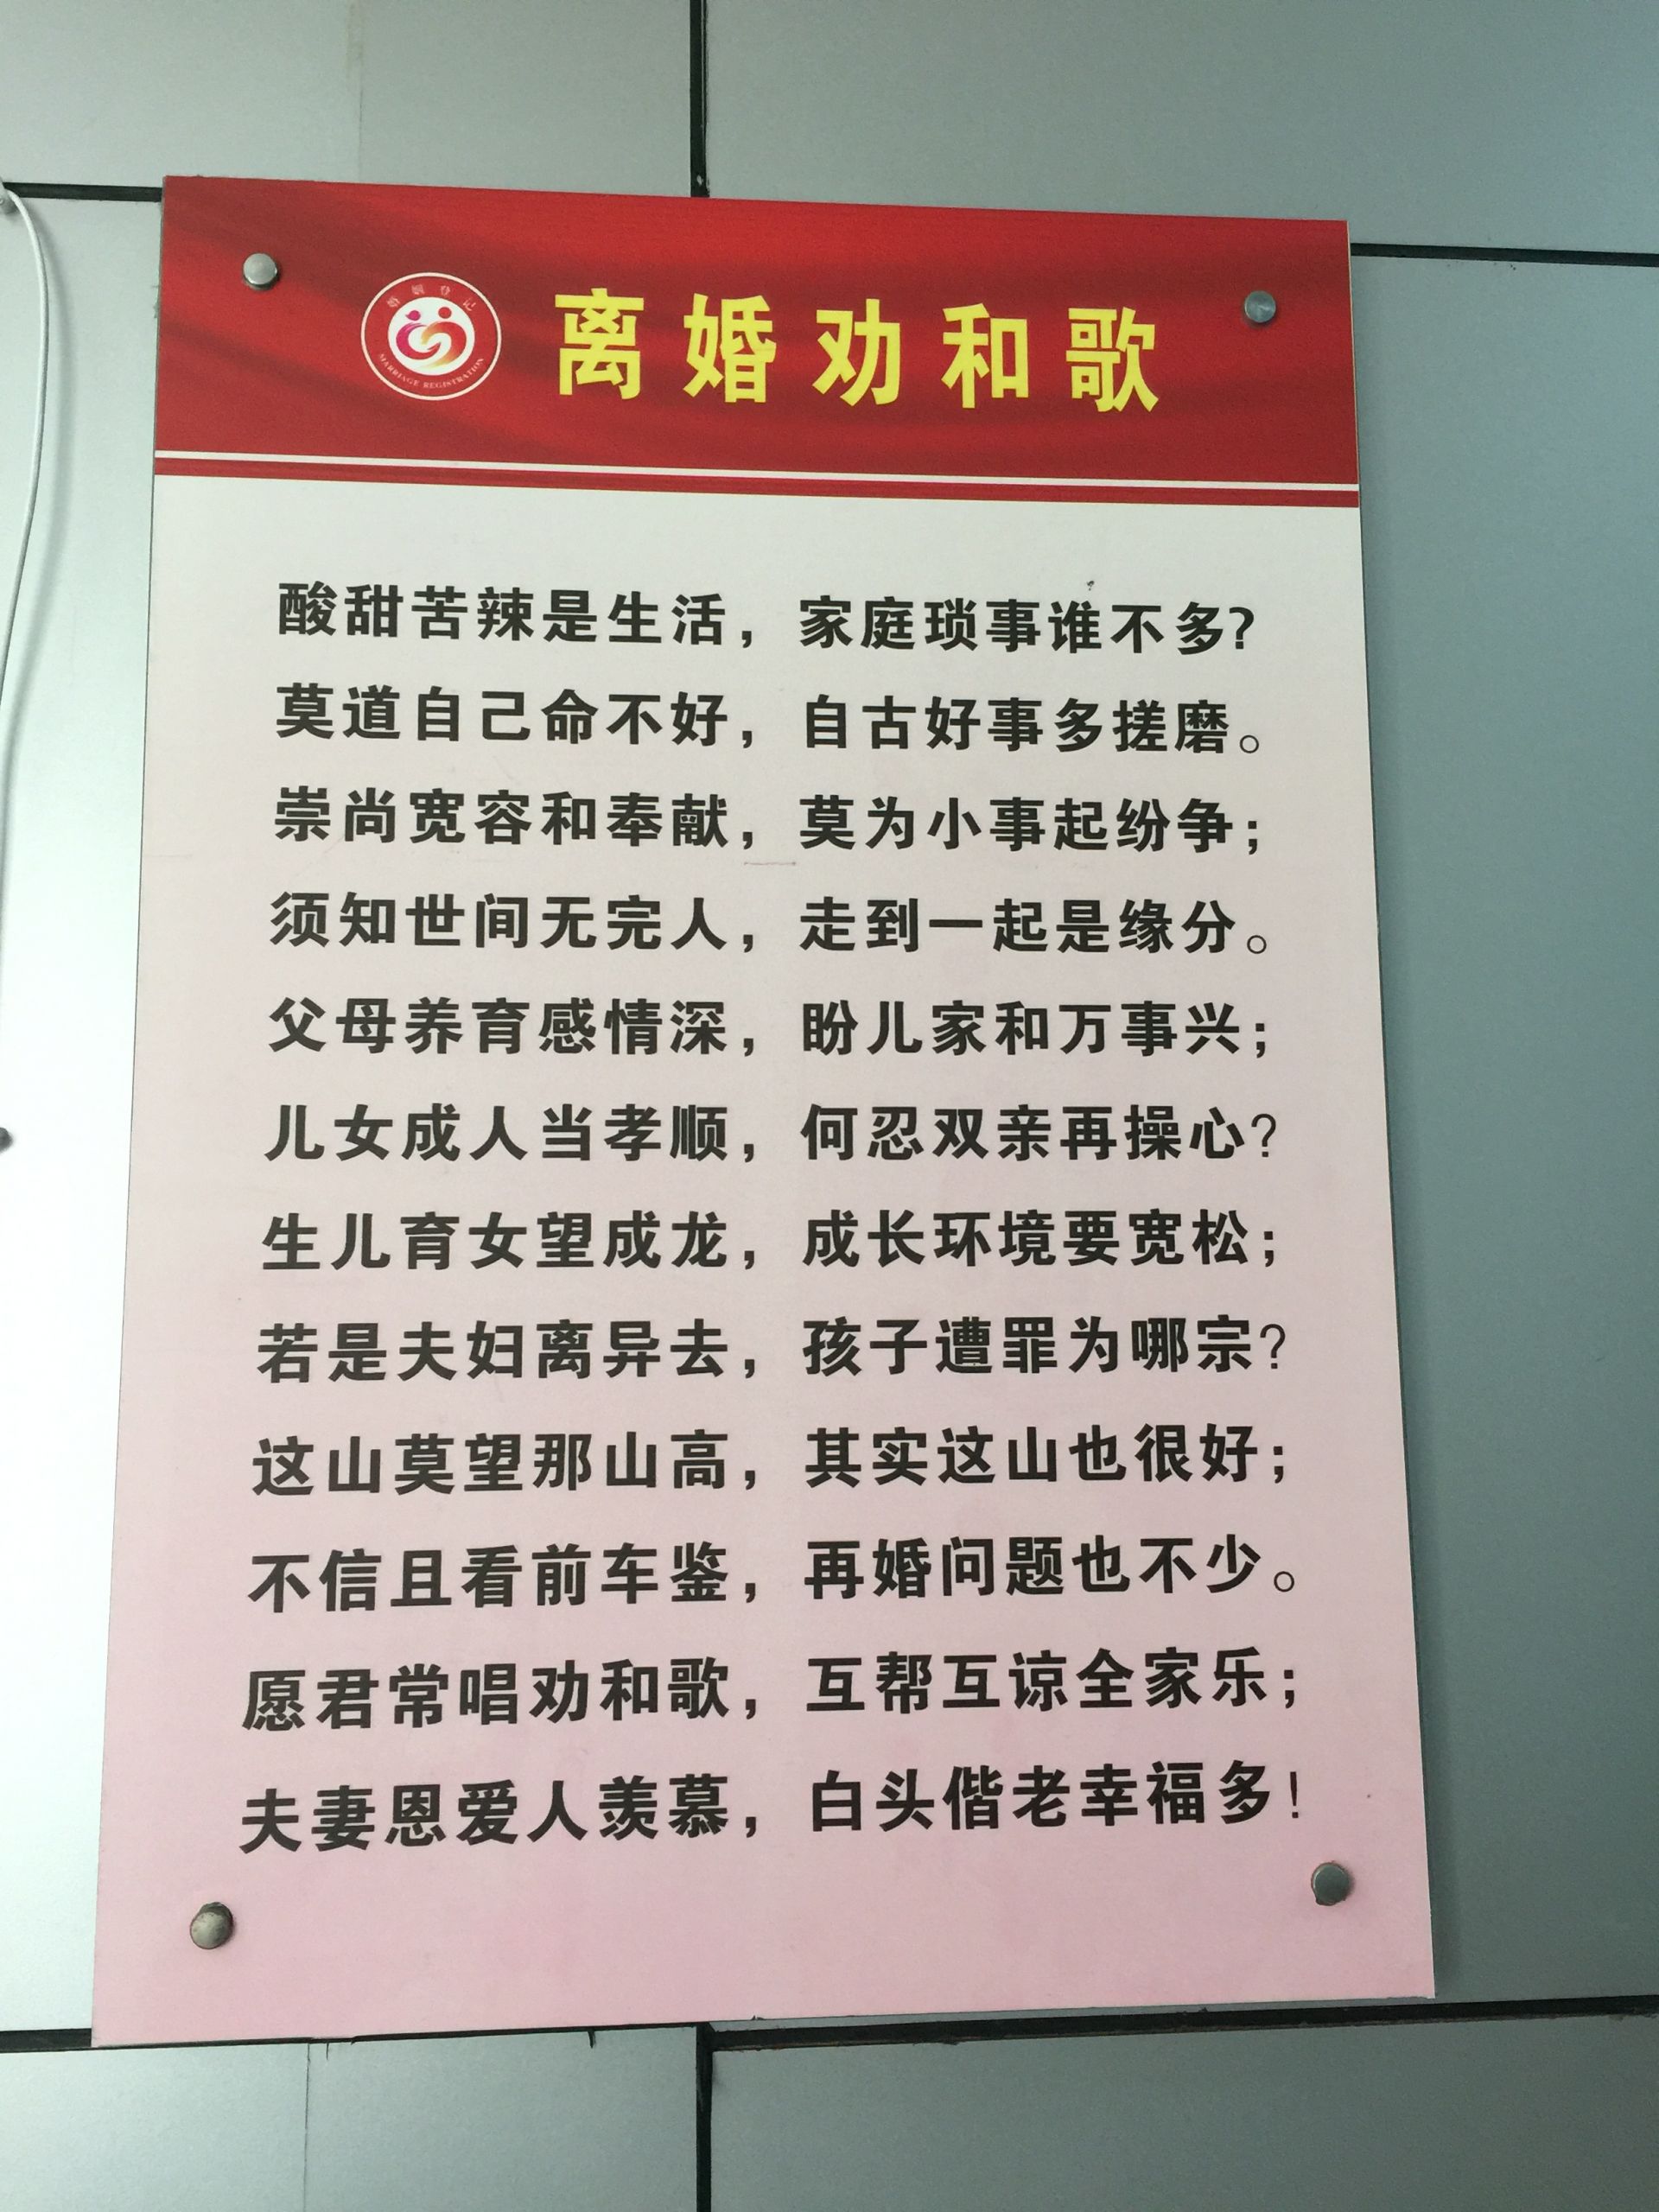 婚姻登记
MARRIAGE REGISTRATION
离婚劝和歌
酸甜苦辣是生活，家庭琐事谁不多?
莫道自己命不好，自古好事多搓磨。
崇尚宽容和奉献，莫为小事起纷争；
须知世间无完人，走到一起是缘分。
父母养育感情深，盼儿家和万事兴；
儿女成人当孝顺，何忍双亲再操心?
生儿育女望成龙，成长环境要宽松；
若是夫妇离异去，孩子遭罪为哪宗?
这山莫望那山高，其实这山也很好；
不信且看前车鉴，再婚问题也不少。
愿君常唱劝和歌，互帮互谅全家乐；
夫妻恩爱人羡慕，白头偕老幸福多!